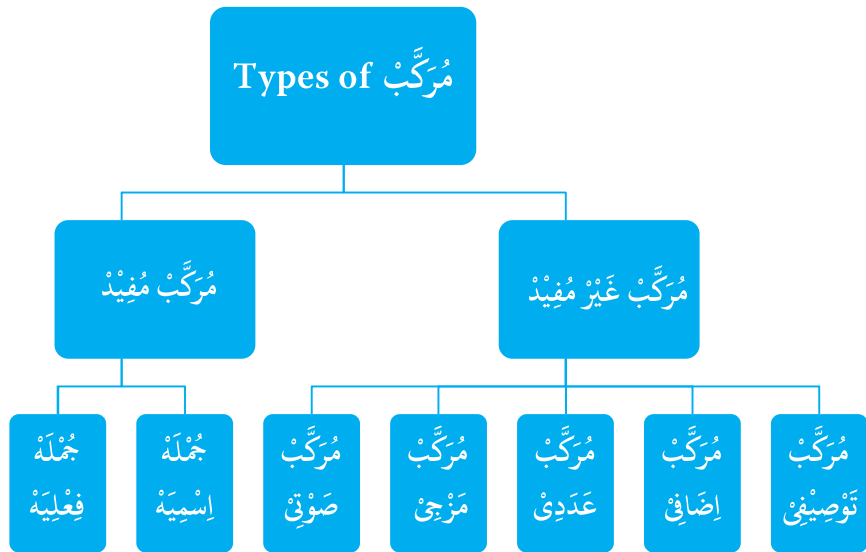 Types of مُرَكَّبْ
مُرَكَّبْ غَيْرْ مُفِيْدْ
مُرَكَّبْ مُفِيْدْ
مُرَكَّبْ
تَوْصِيْفِىْ
مُرَكَّبْ
اِضَافِىْ
مُرَكَّبْ
عَدَدِىْ
مُرَكَّبْ
مَزْجِىْ
مُرَكَّبْ
صَوْتِىْ
جُمْلَهْ
اِسْمِيَهْ
جُمْلَهْ
فِعْلِيَهْ